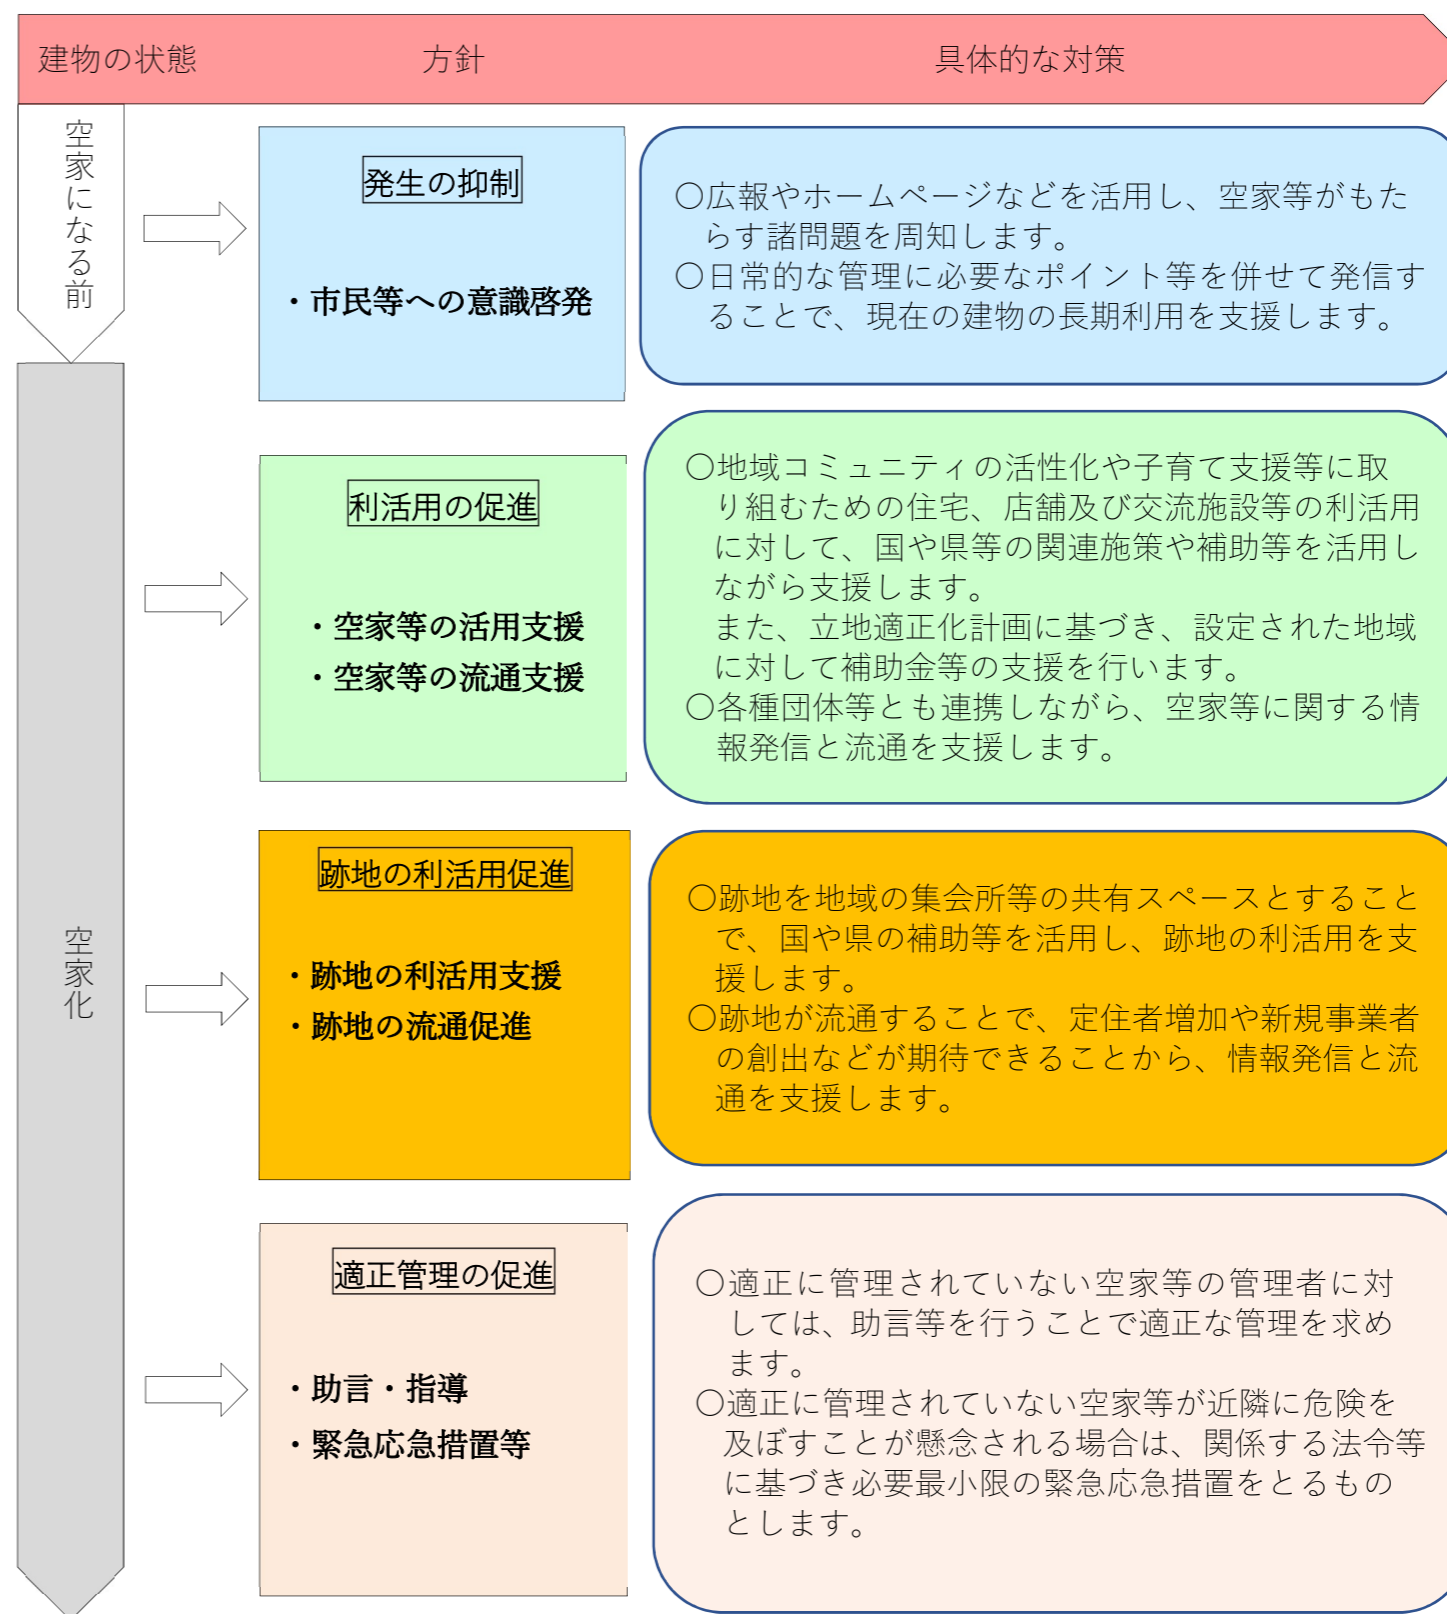 建物の状態 方針 具体的な対策
空家になる前
発生の抑制
・市民等への意識啓発
〇広報やホームページなどを活用し、空家等がもた
らす諸問題を周知します。
〇日常的な管理に必要なポイント等を併せて発信す
ることで、現在の建物の長期利用を支援します。
空家化
利活用の促進
・空家等の活用支援
・空家等の流通支援
〇地域コミュニティの活性化や子育て支援等に取
り組むための住宅、店舗及び交流施設等の利活用
に対して、国や県等の関連施策や補助等を活用し
ながら支援します。
また、立地適正化計画に基づき、設定された地域
に対して補助金等の支援を行います。
〇各種団体等とも連携しながら、空家等に関する情
報発信と流通を支援します。
跡地の利活用促進
・跡地の利活用支援
・跡地の流通促進
〇跡地を地域の集会所等の共有スペースとすること
で、国や県の補助等を活用し、跡地の利活用を支
援します。
〇跡地が流通することで、定住者増加や新規事業者
の創出などが期待できることから、情報発信と流
通を支援します。
適正管理の促進
・助言・指導
・緊急応急措置等
〇適正に管理されていない空家等の管理者に対
しては、助言等を行うことで適正な管理を求め
ます。
〇適正に管理されていない空家等が近隣に危険を
及ぼすことが懸念される場合は、関係する法令等
に基づき必要最小限の緊急応急措置をとるもの
とします。